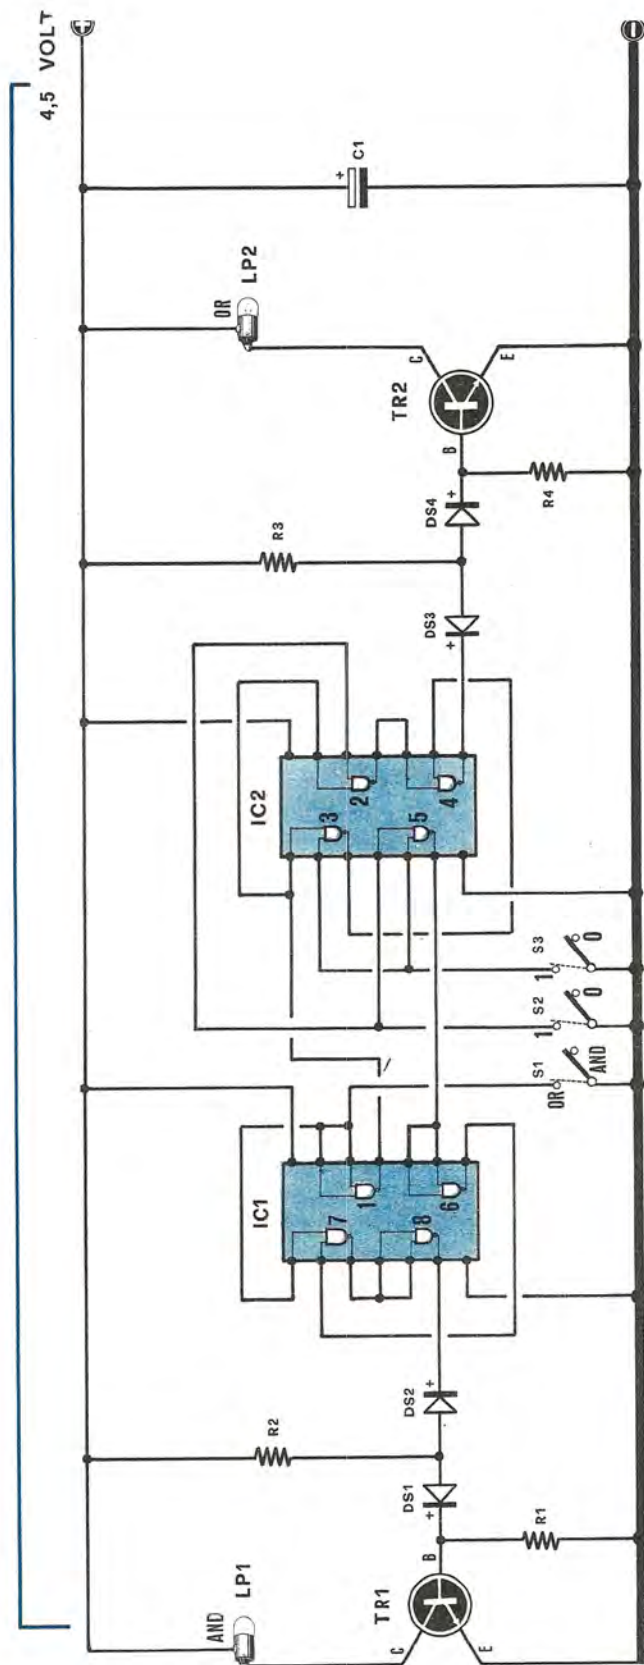 4,5 VOLT
+
AND
LP1
OR
LP2
R2
IC1
IC2
R3
+
C1
TR1
C
B
E
DS1
+
DS2
+
R1
7
1
8
6
3
2
5
4
DS3
+
DS4
+
TR2
C
B
E
R4
OR
S1
AND
1
S2
0
1
S3
0
-